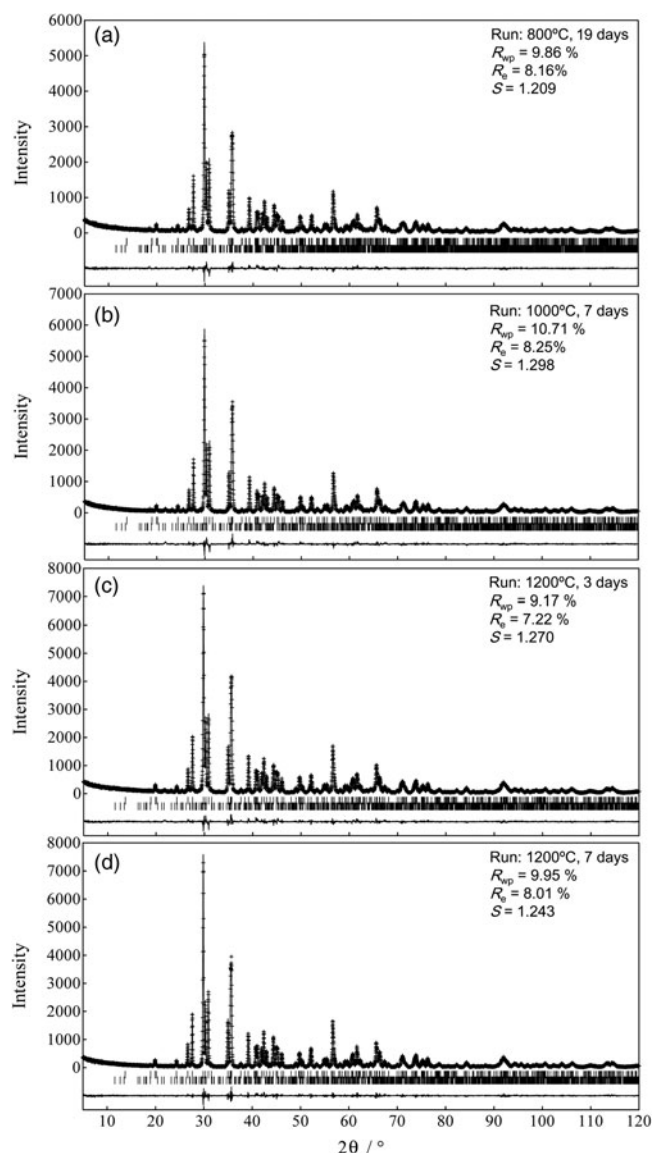 (a)
Run: 800ºC, 19 days
Rwp = 9.86 %
Re = 8.16%
S = 1.209
Intensity
6000
5000
4000
3000
2000
1000
0
(b)
Run: 1000ºC, 7 days
Rwp = 10.71 %
Re = 8.25%
S = 1.298
Intensity
7000
6000
5000
4000
3000
2000
1000
0
(c)
Run: 1200ºC, 3 days
Rwp = 9.17 %
Re = 7.22 %
S = 1.270
Intensity
8000
7000
6000
5000
4000
3000
2000
1000
0
(d)
Run: 1200ºC, 7 days
Rwp = 9.95 %
Re = 8.01 %
S = 1.243
Intensity
8000
7000
6000
5000
4000
3000
2000
1000
0
10 20 30 40 50 60 70 80 90 100 110 120
2θ / °